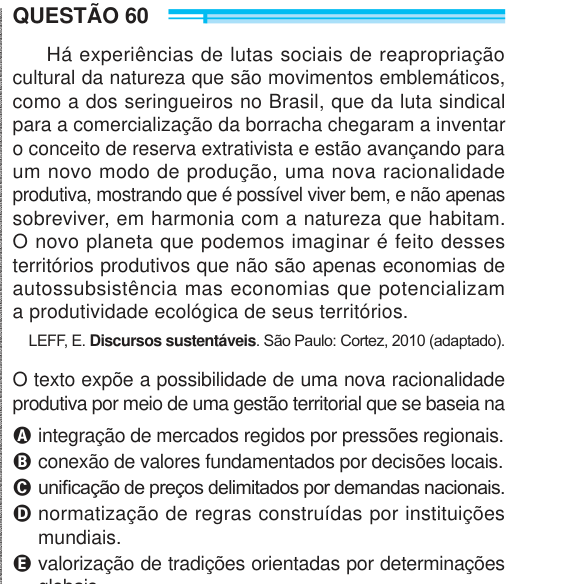 QUESTÃO 60
Há experiências de lutas sociais de reapropriação
cultural da natureza que são movimentos emblemáticos,
como a dos seringueiros no Brasil, que da luta sindical
para a comercialização da borracha chegaram a inventar
o conceito de reserva extrativista e estão avançando para
um novo modo de produção, uma nova racionalidade
produtiva, mostrando que é possível viver bem, e não apenas
sobreviver, em harmonia com a natureza que habitam.
O novo planeta que podemos imaginar é feito desses
territórios produtivos que não são apenas economias de
autossubsistência mas economias que potencializam
a produtividade ecológica de seus territórios.
LEFF, E. Discursos sustentáveis. São Paulo: Cortez, 2010 (adaptado).
O texto expõe a possibilidade de uma nova racionalidade
produtiva por meio de uma gestão territorial que se baseia na
A integração de mercados regidos por pressões regionais.
B conexão de valores fundamentados por decisões locais.
C unificação de preços delimitados por demandas nacionais.
D normatização de regras construídas por instituições
mundiais.
E valorização de tradições orientadas por determinações